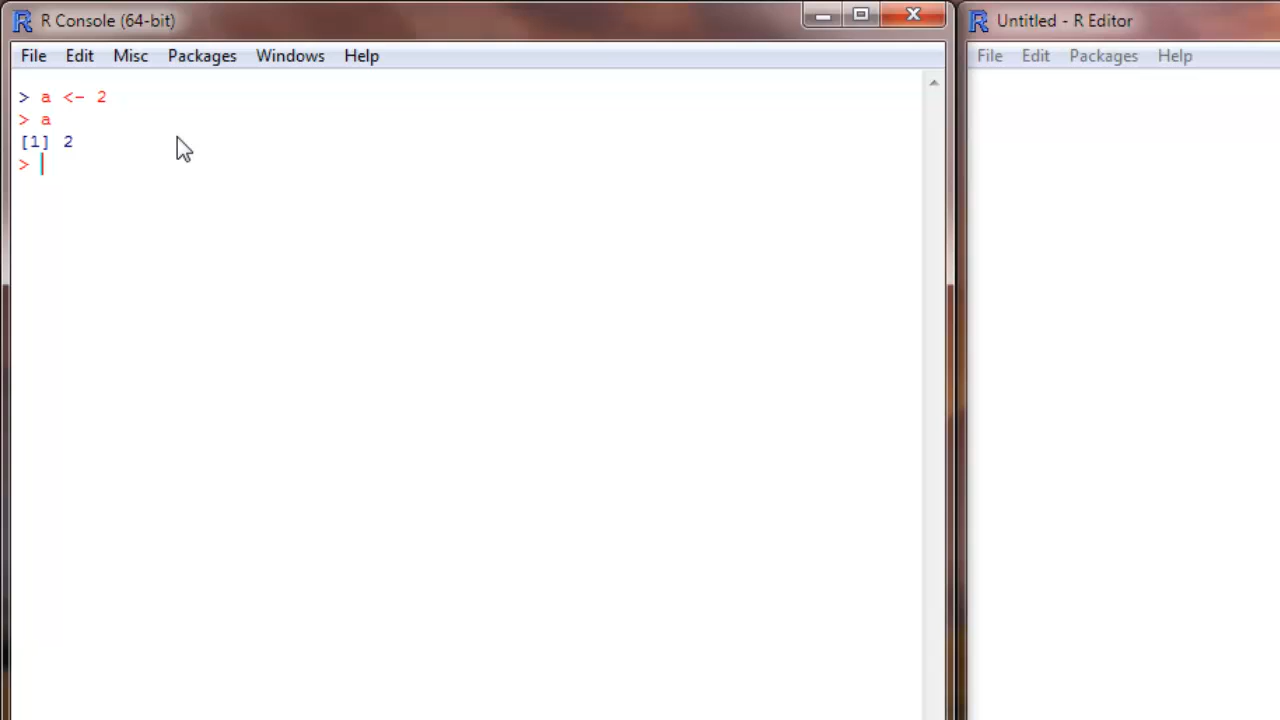 R Console (64-bit)
File Edit Misc Packages Windows Help
> a <- 2
> a
[1] 2
>
Untitled - R Editor
File Edit Packages Help